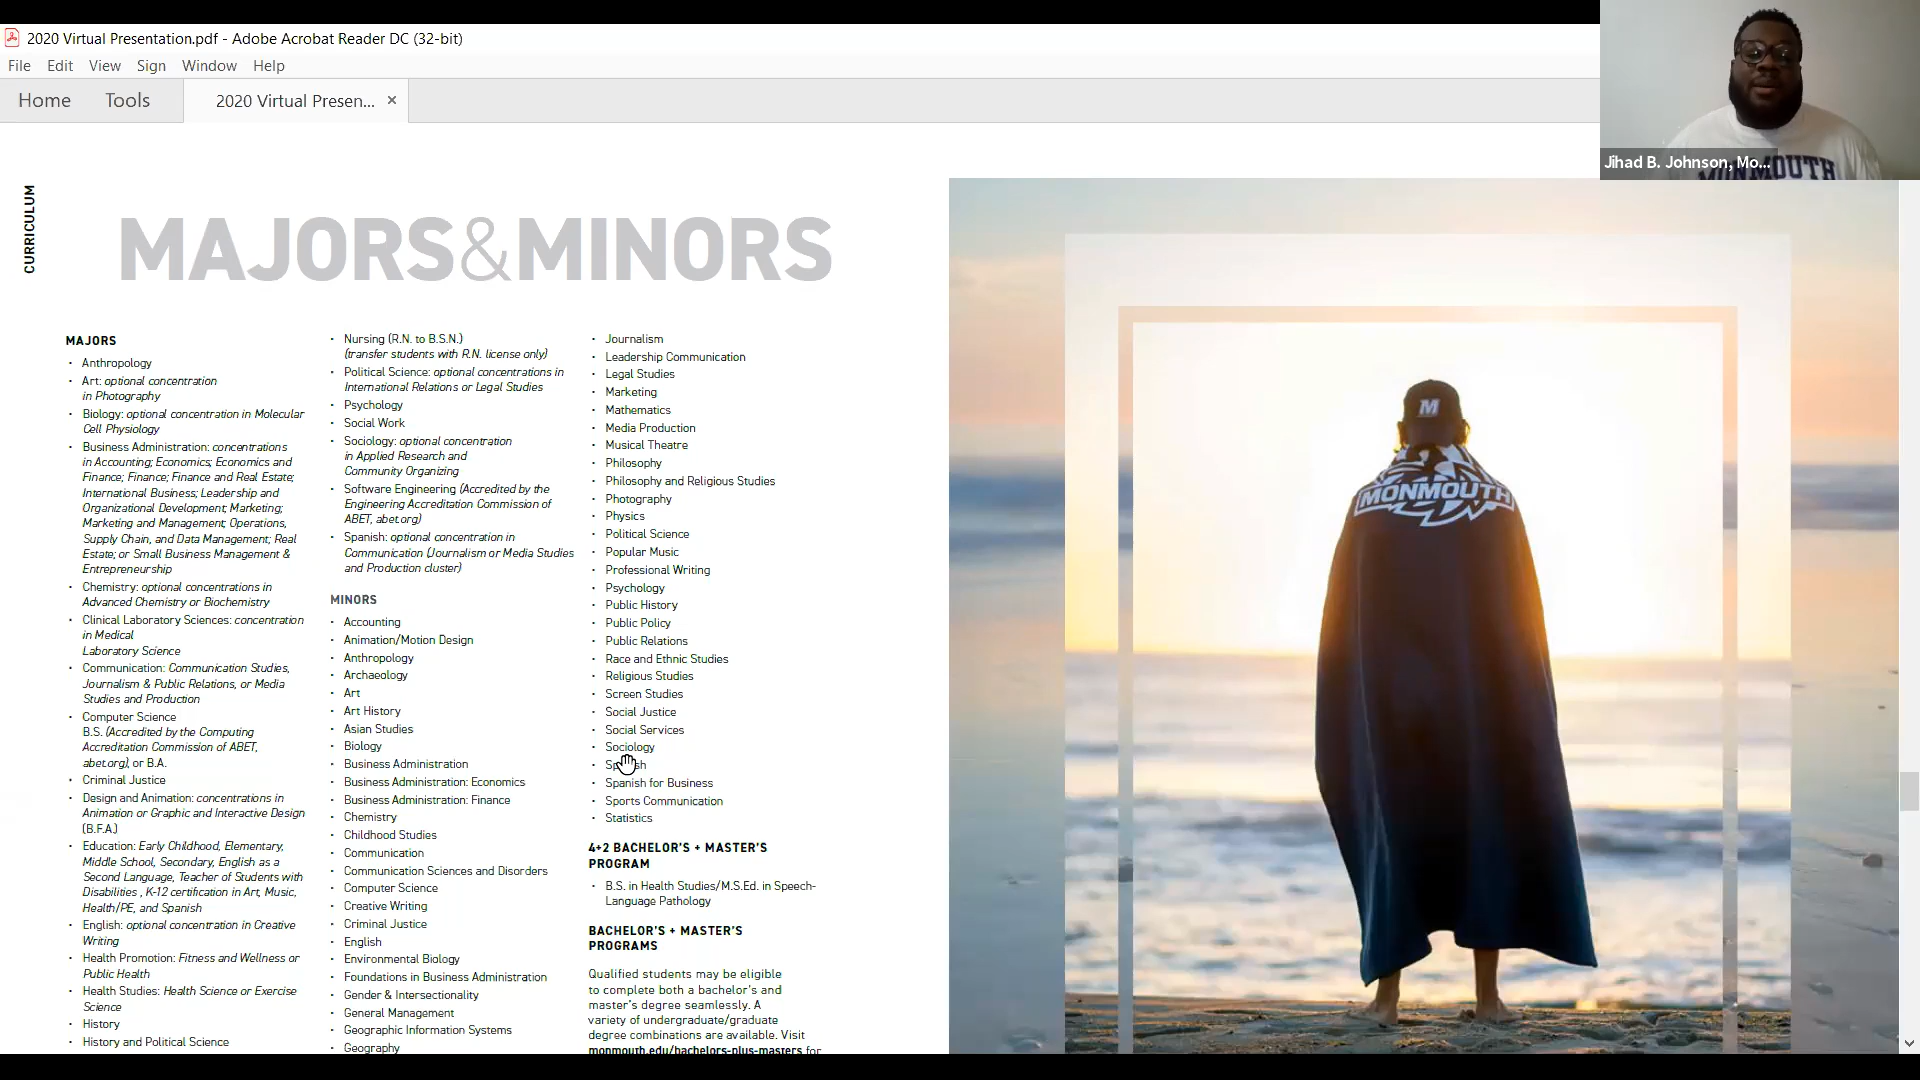 2020 Virtual Presentation.pdf - Adobe Acrobat Reader DC (32-bit)
File Edit View Sign Window Help
Home Tools 2020 Virtual Presen... ×
Jihad B. Johnson, Mo...
MONMOUTH
CURRICULUM
MAJORS&MINORS
MAJORS
• Anthropology
• Art: optional concentration
in Photography
• Biology: optional concentration in Molecular
Cell Physiology
• Business Administration: concentrations
in Accounting; Economics; Economics and
Finance; Finance; Finance and Real Estate;
International Business; Leadership and
Organizational Development; Marketing;
Marketing and Management; Operations,
Supply Chain, and Data Management; Real
Estate; or Small Business Management &
Entrepreneurship
• Chemistry: optional concentrations in
Advanced Chemistry or Biochemistry
• Clinical Laboratory Sciences: concentration
in Medical
Laboratory Science
• Communication: Communication Studies,
Journalism & Public Relations, or Media
Studies and Production
• Computer Science
B.S. (Accredited by the Computing
Accreditation Commission of ABET,
abet.org), or B.A.
• Criminal Justice
• Design and Animation: concentrations in
Animation or Graphic and Interactive Design
(B.F.A.)
• Education: Early Childhood, Elementary,
Middle School, Secondary, English as a
Second Language, Teacher of Students with
Disabilities , K-12 certification in Art, Music,
Health/PE, and Spanish
• English: optional concentration in Creative
Writing
• Health Promotion: Fitness and Wellness or
Public Health
• Health Studies: Health Science or Exercise
Science
• History
• History and Political Science
• Nursing (R.N. to B.S.N.)
(transfer students with R.N. license only)
• Political Science: optional concentrations in
International Relations or Legal Studies
• Psychology
• Social Work
• Sociology: optional concentration
in Applied Research and
Community Organizing
• Software Engineering (Accredited by the
Engineering Accreditation Commission of
ABET, abet.org)
• Spanish: optional concentration in
Communication (Journalism or Media Studies
and Production cluster)
MINORS
• Accounting
• Animation/Motion Design
• Anthropology
• Archaeology
• Art
• Art History
• Asian Studies
• Biology
• Business Administration
• Business Administration: Economics
• Business Administration: Finance
• Chemistry
• Childhood Studies
• Communication
• Communication Sciences and Disorders
• Computer Science
• Creative Writing
• Criminal Justice
• English
• Environmental Biology
• Foundations in Business Administration
• Gender & Intersectionality
• General Management
• Geographic Information Systems
• Geography
• Journalism
• Leadership Communication
• Legal Studies
• Marketing
• Mathematics
• Media Production
• Musical Theatre
• Philosophy
• Philosophy and Religious Studies
• Photography
• Physics
• Political Science
• Popular Music
• Professional Writing
• Psychology
• Public History
• Public Policy
• Public Relations
• Race and Ethnic Studies
• Religious Studies
• Screen Studies
• Social Justice
• Social Services
• Sociology
• Spanish
• Spanish for Business
• Sports Communication
• Statistics
4+2 BACHELOR'S + MASTER'S
PROGRAM
• B.S. in Health Studies/M.S.Ed. in Speech-
Language Pathology
BACHELOR'S + MASTER'S
PROGRAMS
Qualified students may be eligible
to complete both a bachelor's and
master's degree seamlessly. A
variety of undergraduate/graduate
degree combinations are available. Visit
monmouth.edu/bachelors-plus-masters for
M
MONMOUTH